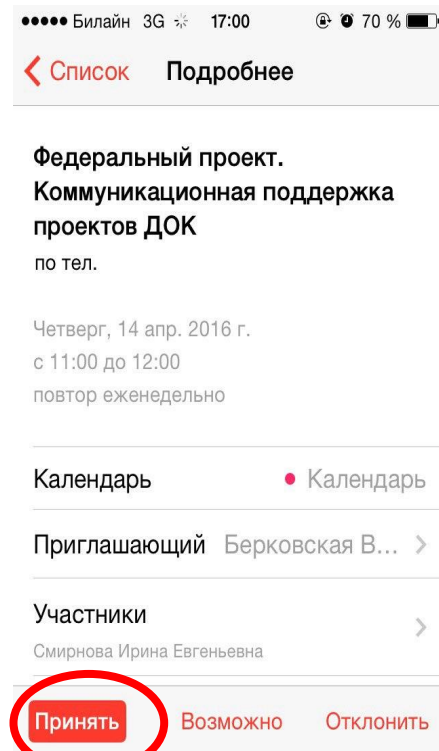 Билайн 3G 17:00 70 %
Список Подробнее
Федеральный проект.
Коммуникационная поддержка
проектов ДОК
по тел.
Четверг, 14 апр. 2016 г.
с 11:00 до 12:00
повтор еженедельно
Календарь Календарь
Приглашающий Берковская В...
Участники
Смирнова Ирина Евгеньевна
Принять Возможно Отклонить